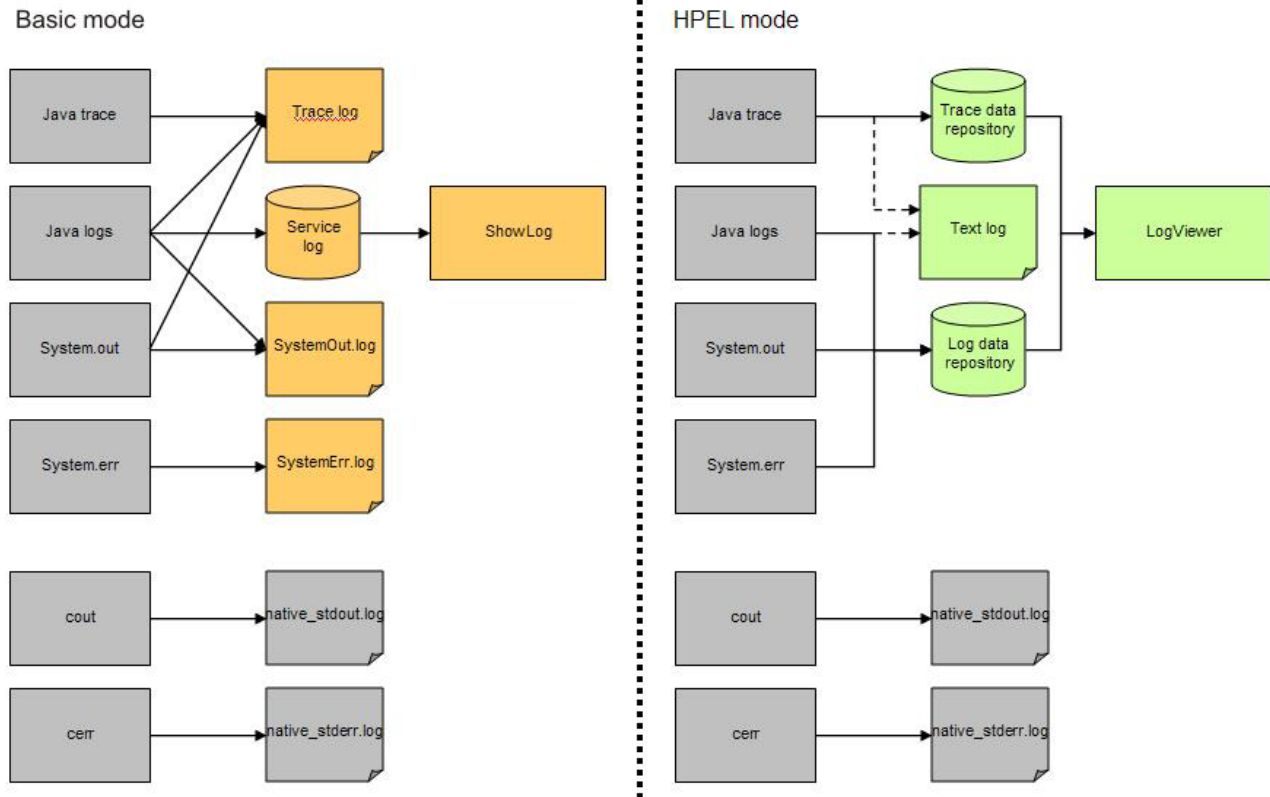 Basic mode
Java trace
Trace log
Java logs
Service
log
ShowLog
System.out
SystemOut.log
System.err
SystemErr.log
cout
native_stdout.log
cerr
native_stderr.log
HPEL mode
Java trace
Trace data
repository
Java logs
Text log
LogViewer
System.out
Log data
repository
System.err
cout
native_stdout.log
cerr
native_stderr.log